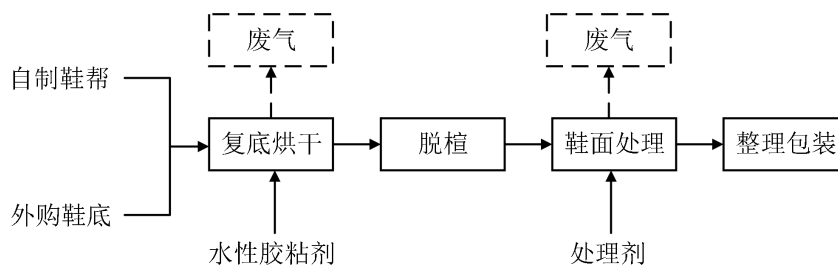 废气
废气
自制鞋帮
复底烘干
脱楦
鞋面处理
整理包装
外购鞋底
水性胶粘剂
处理剂